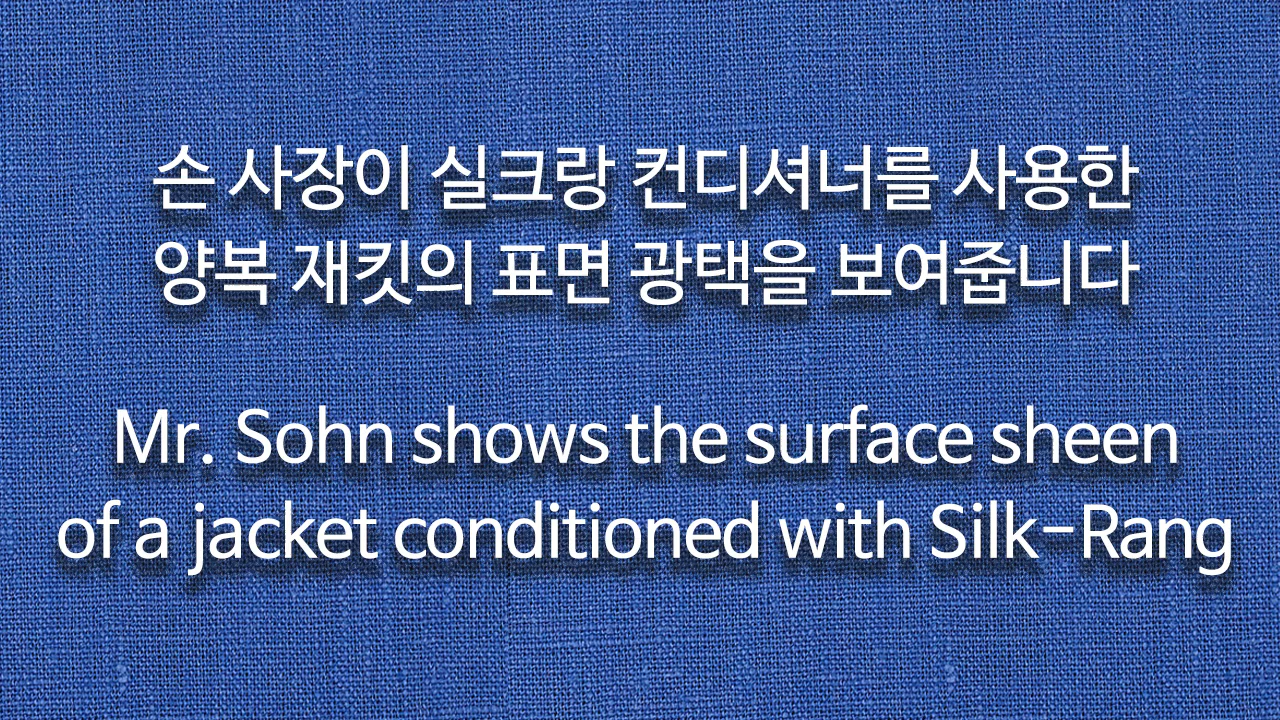 손 사장이 실크랑 컨디셔너를 사용한
양복 재킷의 표면 광택을 보여줍니다
Mr. Sohn shows the surface sheen
of a jacket conditioned with Silk-Rang